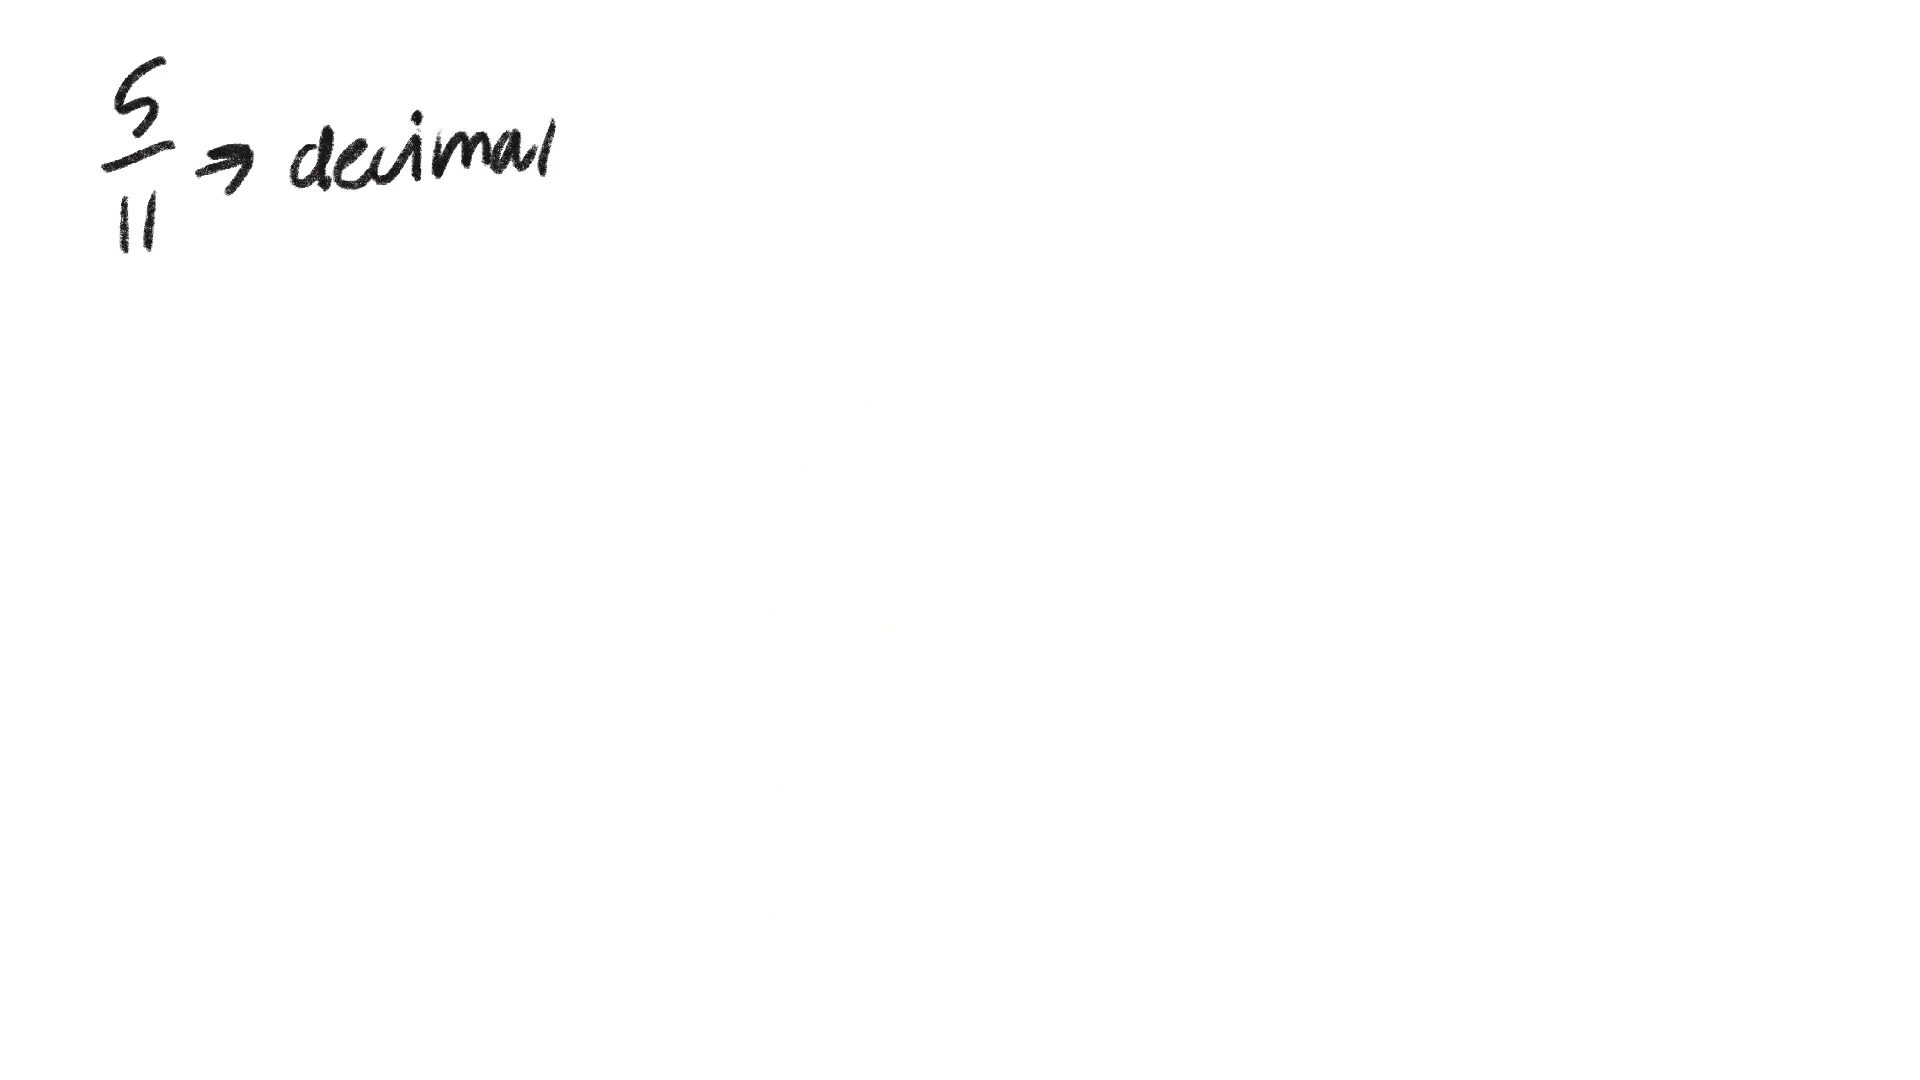 5/11 → decimal